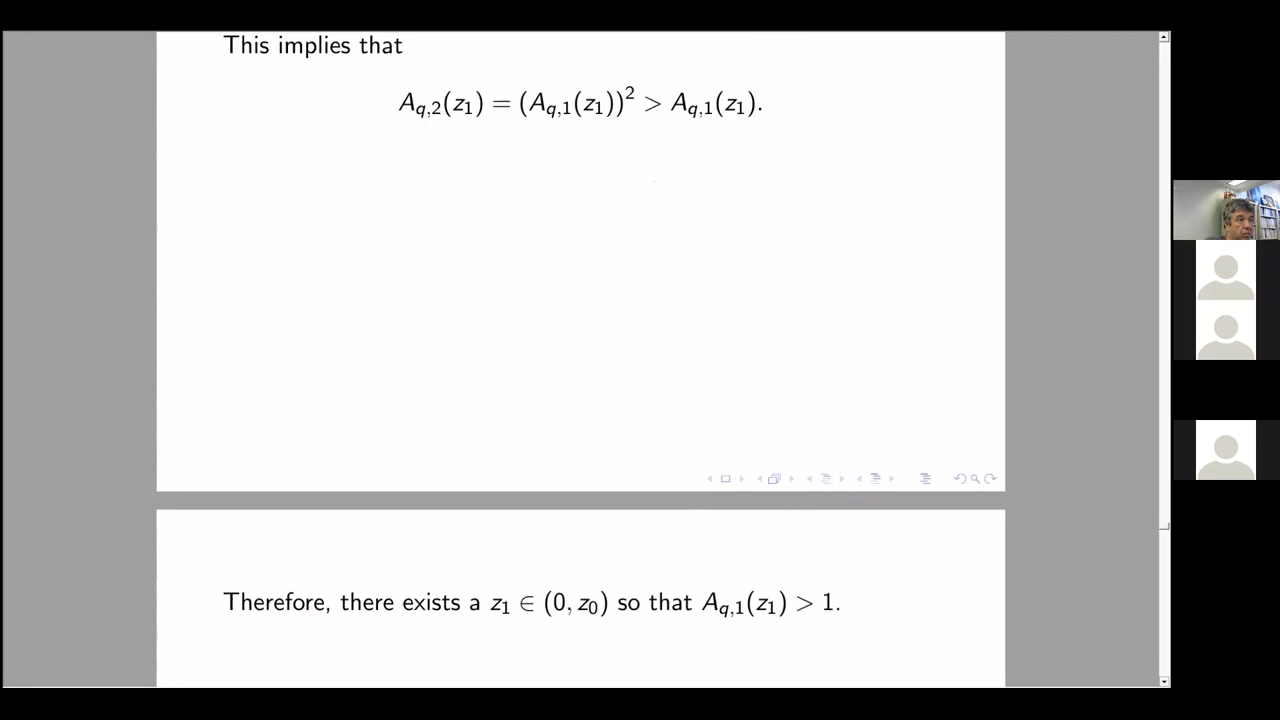 This implies that
A_{q,2}(z_1) = (A_{q,1}(z_1))^2 > A_{q,1}(z_1).
Therefore, there exists a z_1 ∈ (0, z_0) so that A_{q,1}(z_1) > 1.